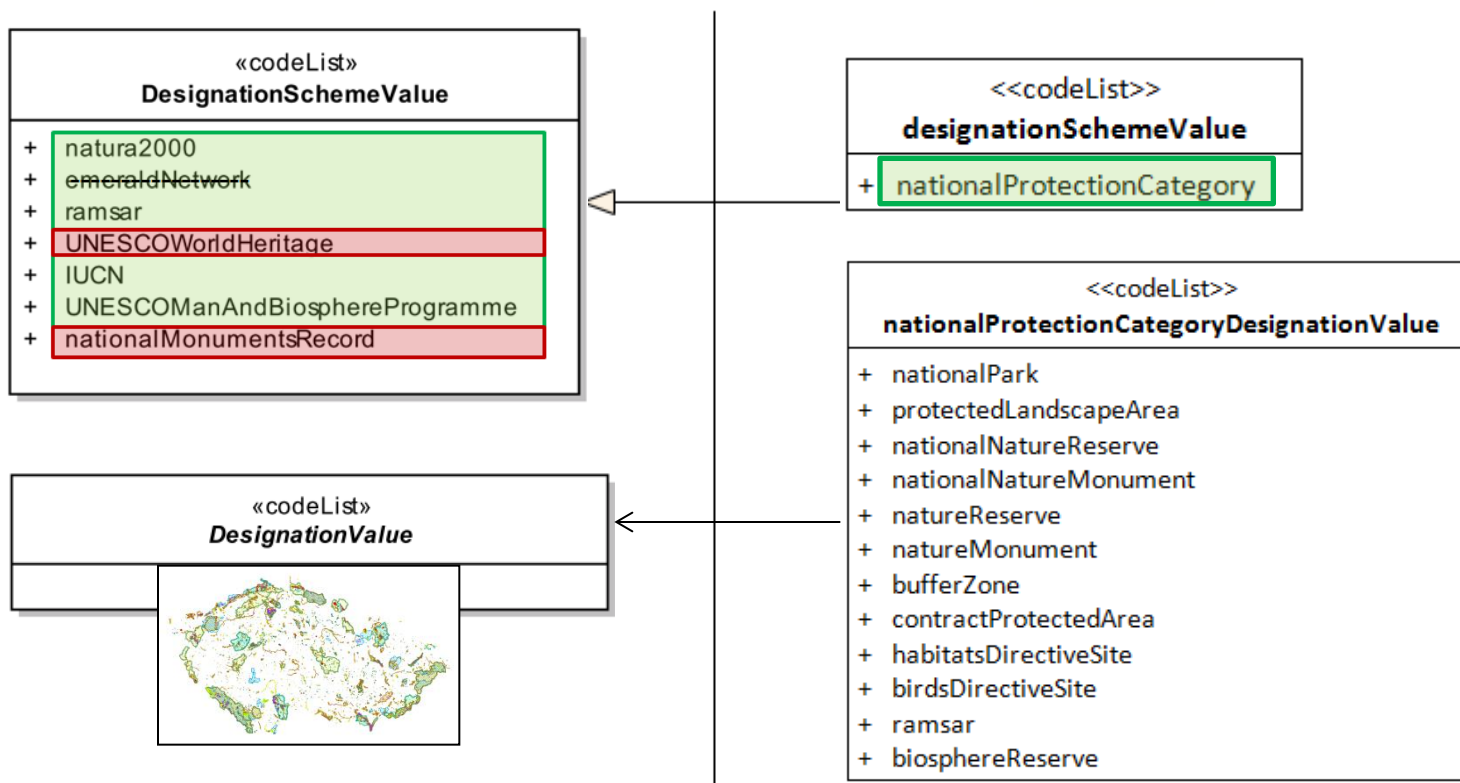 «codeList»
DesignationSchemeValue
+ natura2000
+ emeraldNetwork
+ ramsar
+ UNESCOWorldHeritage
+ IUCN
+ UNESCOManAndBiosphereProgramme
+ nationalMonumentsRecord
«codeList»
DesignationValue
<<codeList>>
designationSchemeValue
+ nationalProtectionCategory
<<codeList>>
nationalProtectionCategoryDesignationValue
+ nationalPark
+ protectedLandscapeArea
+ nationalNatureReserve
+ nationalNatureMonument
+ natureReserve
+ natureMonument
+ bufferZone
+ contractProtectedArea
+ habitatsDirectiveSite
+ birdsDirectiveSite
+ ramsar
+ biosphereReserve